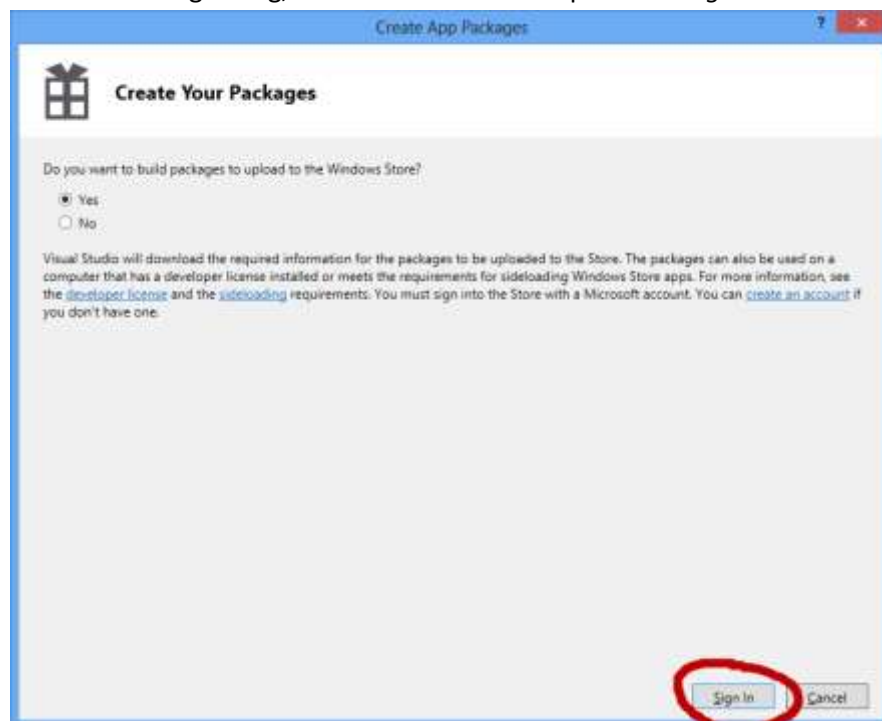 Create App Packages
?
Create Your Packages
Do you want to build packages to upload to the Windows Store?
Yes
No
Visual Studio will download the required information for the packages to be uploaded to the Store. The packages can also be used on a
computer that has a developer license installed or meets the requirements for sideloading Windows Store apps. For more information, see
the developer license and the sideloading requirements. You must sign into the Store with a Microsoft account. You can create an account if
you don't have one.
Sign In
Cancel